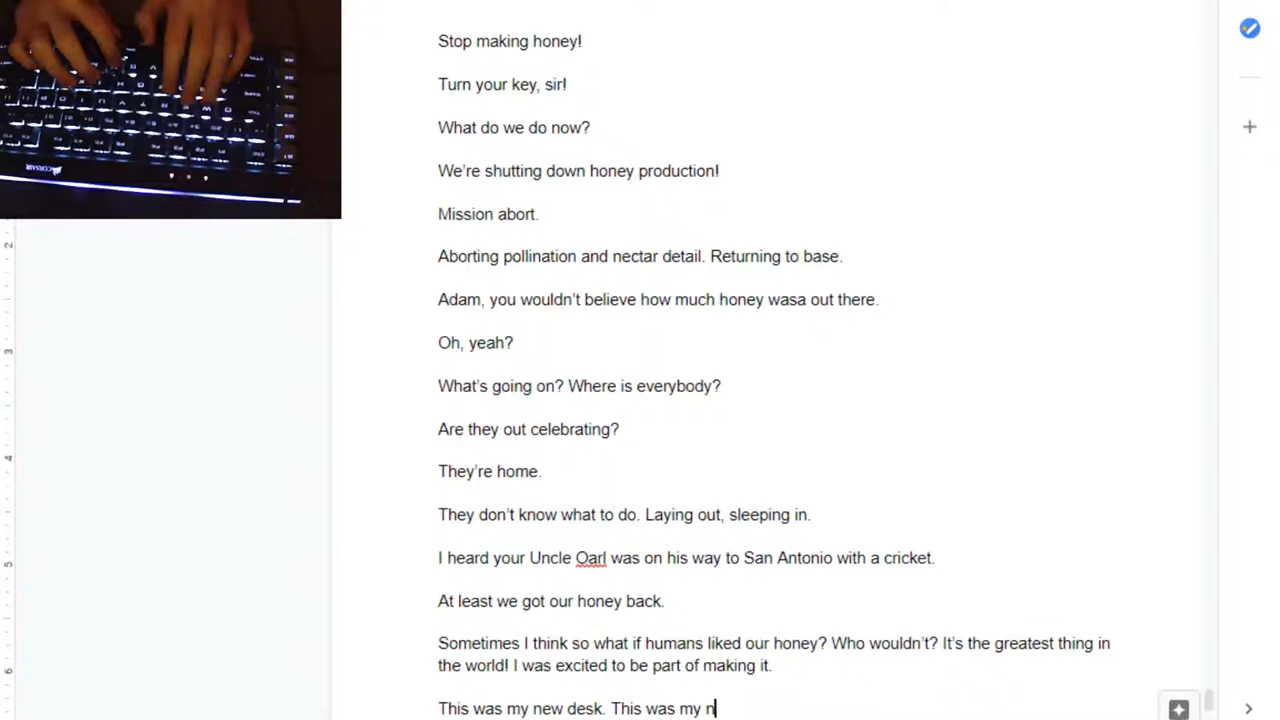 Stop making honey!
Turn your key, sir!
What do we do now?
We're shutting down honey production!
Mission abort.
Aborting pollination and nectar detail. Returning to base.
Adam, you wouldn't believe how much honey wasa out there.
Oh, yeah?
What's going on? Where is everybody?
Are they out celebrating?
They're home.
They don't know what to do. Laying out, sleeping in.
I heard your Uncle Oarl was on his way to San Antonio with a cricket.
At least we got our honey back.
Sometimes I think so what if humans liked our honey? Who wouldn't? It's the greatest thing in
the world! I was excited to be part of making it.
This was my new desk. This was my n
2
3
4
5
6
CORSAIR